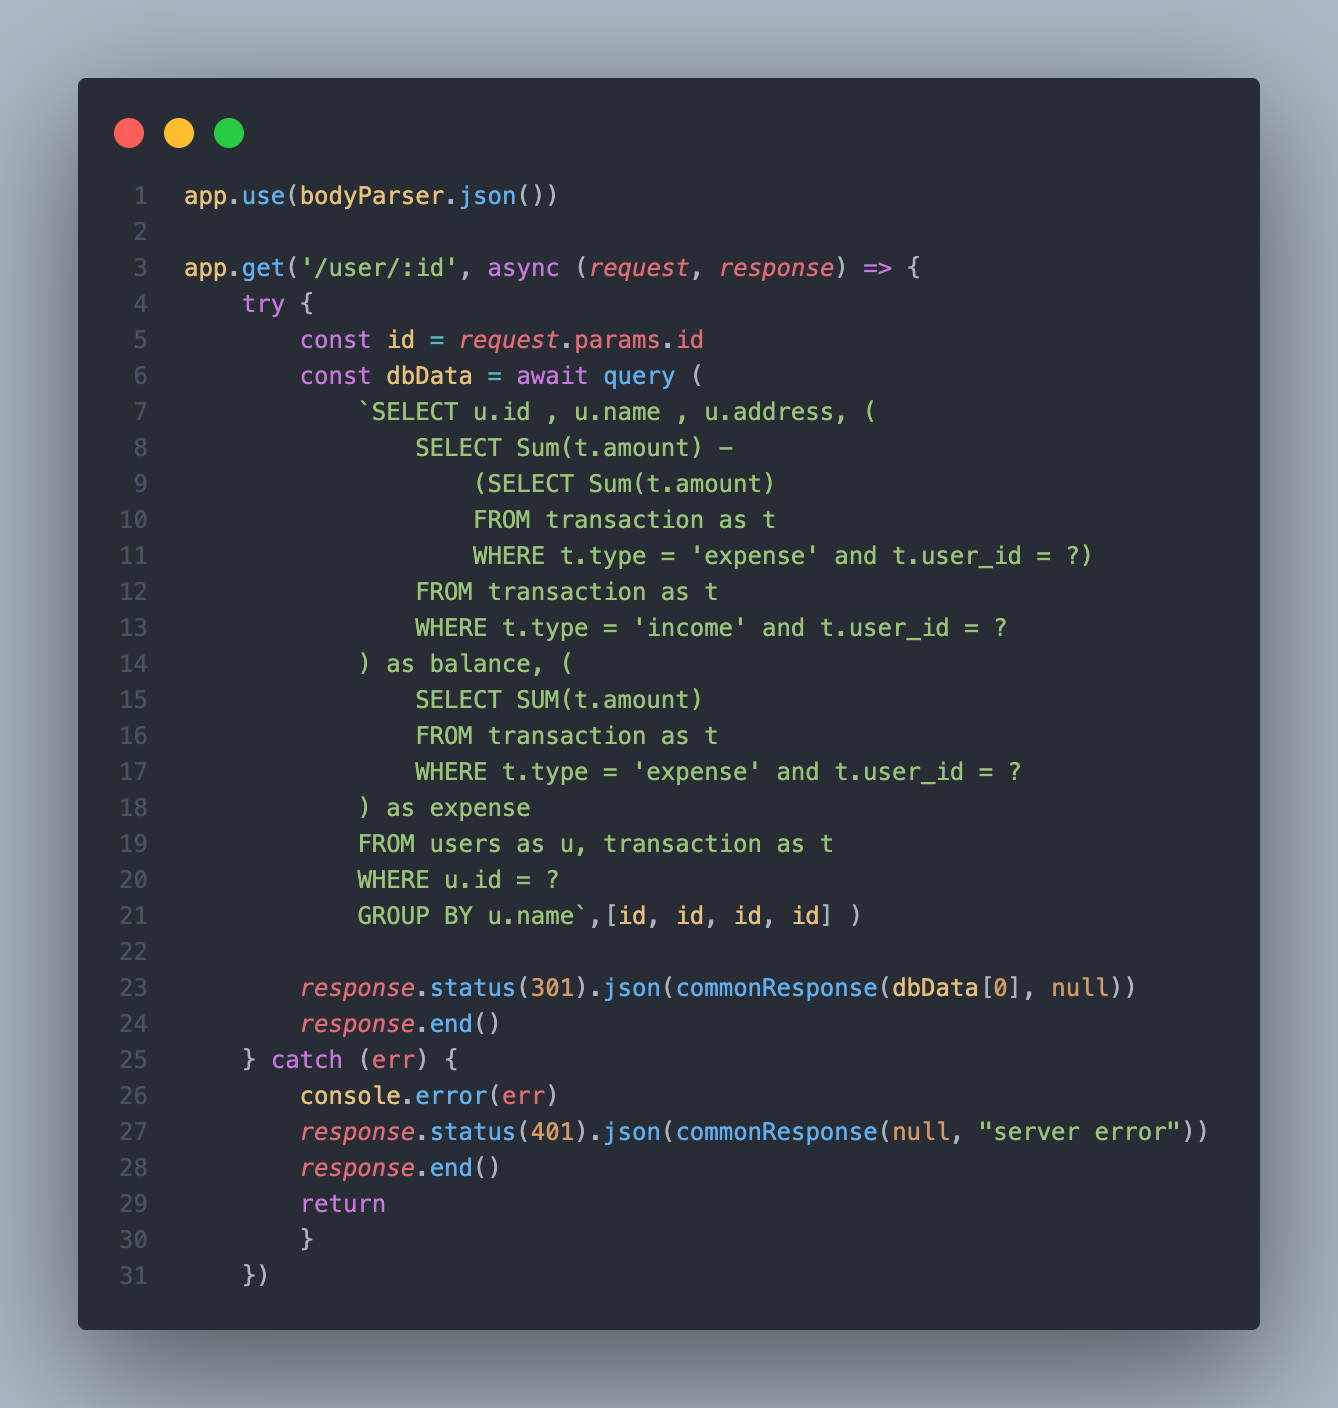 1 app.use(bodyParser.json())
2
3 app.get('/user/:id', async (request, response) => {
4     try {
5         const id = request.params.id
6         const dbData = await query (
7             `SELECT u.id , u.name , u.address, (
8                 SELECT Sum(t.amount) -
9                     (SELECT Sum(t.amount)
10                     FROM transaction as t
11                     WHERE t.type = 'expense' and t.user_id = ?)
12                 FROM transaction as t
13                 WHERE t.type = 'income' and t.user_id = ?
14             ) as balance, (
15                 SELECT SUM(t.amount)
16                 FROM transaction as t
17                 WHERE t.type = 'expense' and t.user_id = ?
18             ) as expense
19             FROM users as u, transaction as t
20             WHERE u.id = ?
21             GROUP BY u.name`,[id, id, id, id] )
22
23         response.status(301).json(commonResponse(dbData[0], null))
24         response.end()
25     } catch (err) {
26         console.error(err)
27         response.status(401).json(commonResponse(null, "server error"))
28         response.end()
29         return
30         }
31     })